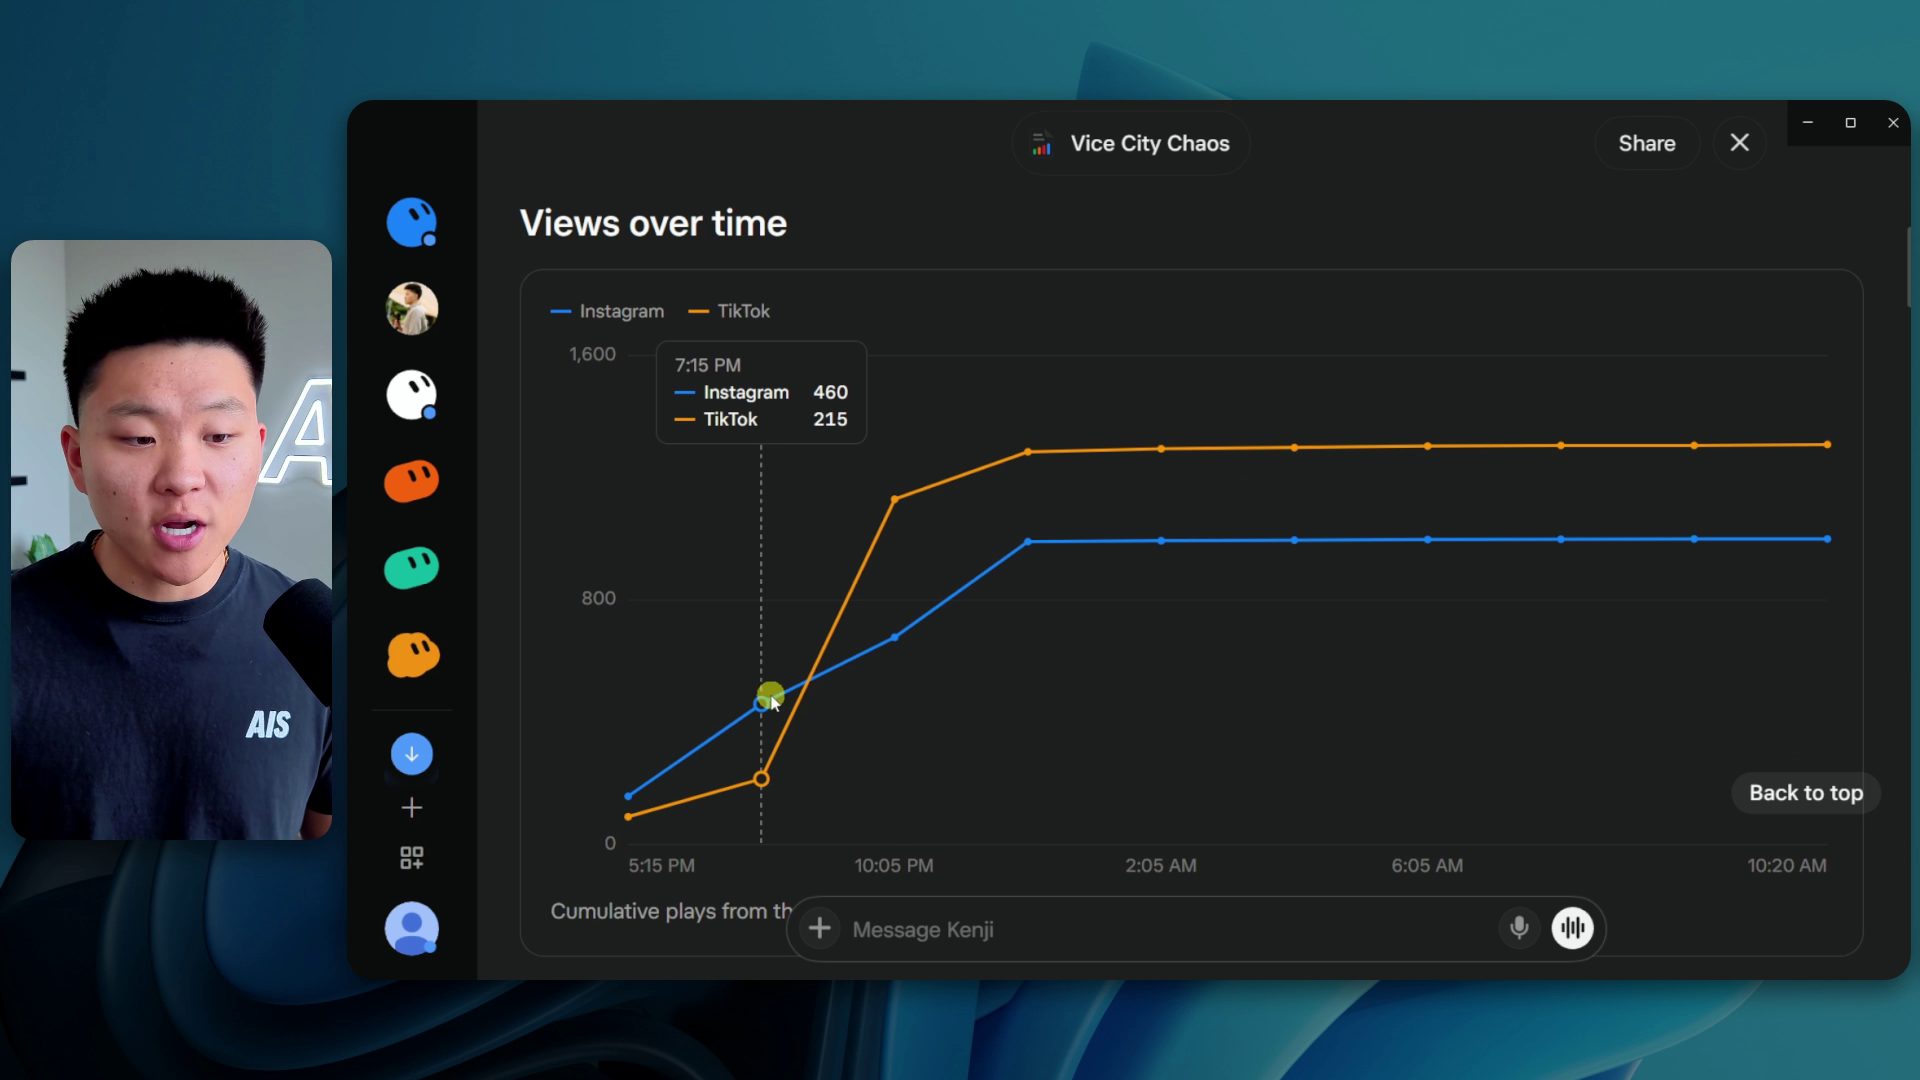 Vice City Chaos
Share
Views over time
Instagram
TikTok
1,600
7:15 PM
Instagram 460
TikTok 215
800
0
5:15 PM
10:05 PM
2:05 AM
6:05 AM
10:20 AM
Back to top
Cumulative plays from th
Message Kenji
A
AIS